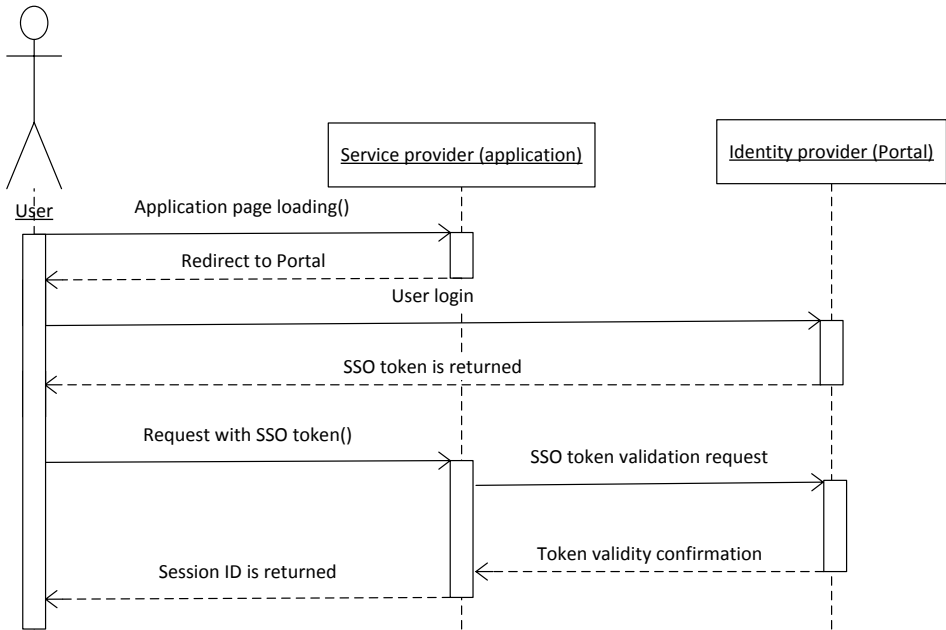 Service provider (application)
Identity provider (Portal)
User
Application page loading()
Redirect to Portal
User login
SSO token is returned
Request with SSO token()
SSO token validation request
Token validity confirmation
Session ID is returned